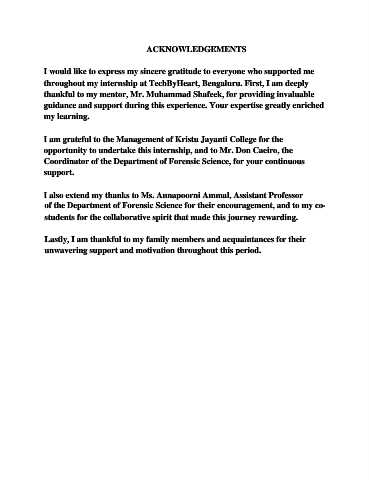 ACKNOWLEDGEMENTS
I would like to express my sincere gratitude to everyone who supported me
throughout my internship at TechByHeart, Bengaluru. First, I am deeply
thankful to my mentor, Mr. Muhammad Shafeek, for providing invaluable
guidance and support during this experience. Your expertise greatly enriched
my learning.
I am grateful to the Management of Kristu Jayanti College for the
opportunity to undertake this internship, and to Mr. Don Caeiro, the
Coordinator of the Department of Forensic Science, for your continuous
support.
I also extend my thanks to Ms. Annapoorni Ammal, Assistant Professor
of the Department of Forensic Science for their encouragement, and to my co-
students for the collaborative spirit that made this journey rewarding.
Lastly, I am thankful to my family members and acquaintances for their
unwavering support and motivation throughout this period.